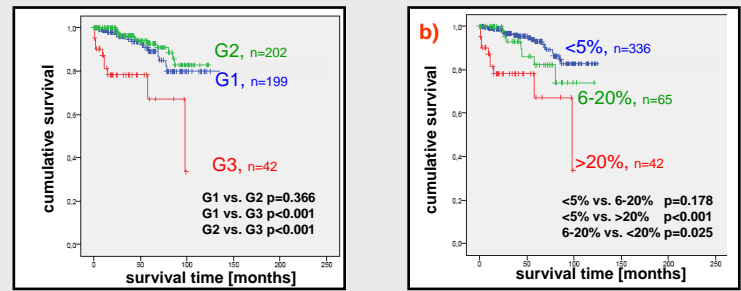 cumulative survival
1,0
0,8
0,6
0,4
0,2
0,0
G2, n=202
G1, n=199
G3, n=42
G1 vs. G2 p=0.366
G1 vs. G3 p<0.001
G2 vs. G3 p<0.001
0 50 100 150 200 250
survival time [months]
b)
cumulative survival
1,0
0,8
0,6
0,4
0,2
0,0
<5%, n=336
6-20%, n=65
>20%, n=42
<5% vs. 6-20% p=0.178
<5% vs. >20% p<0.001
6-20% vs. <20% p=0.025
0 50 100 150 200 250
survival time [months]